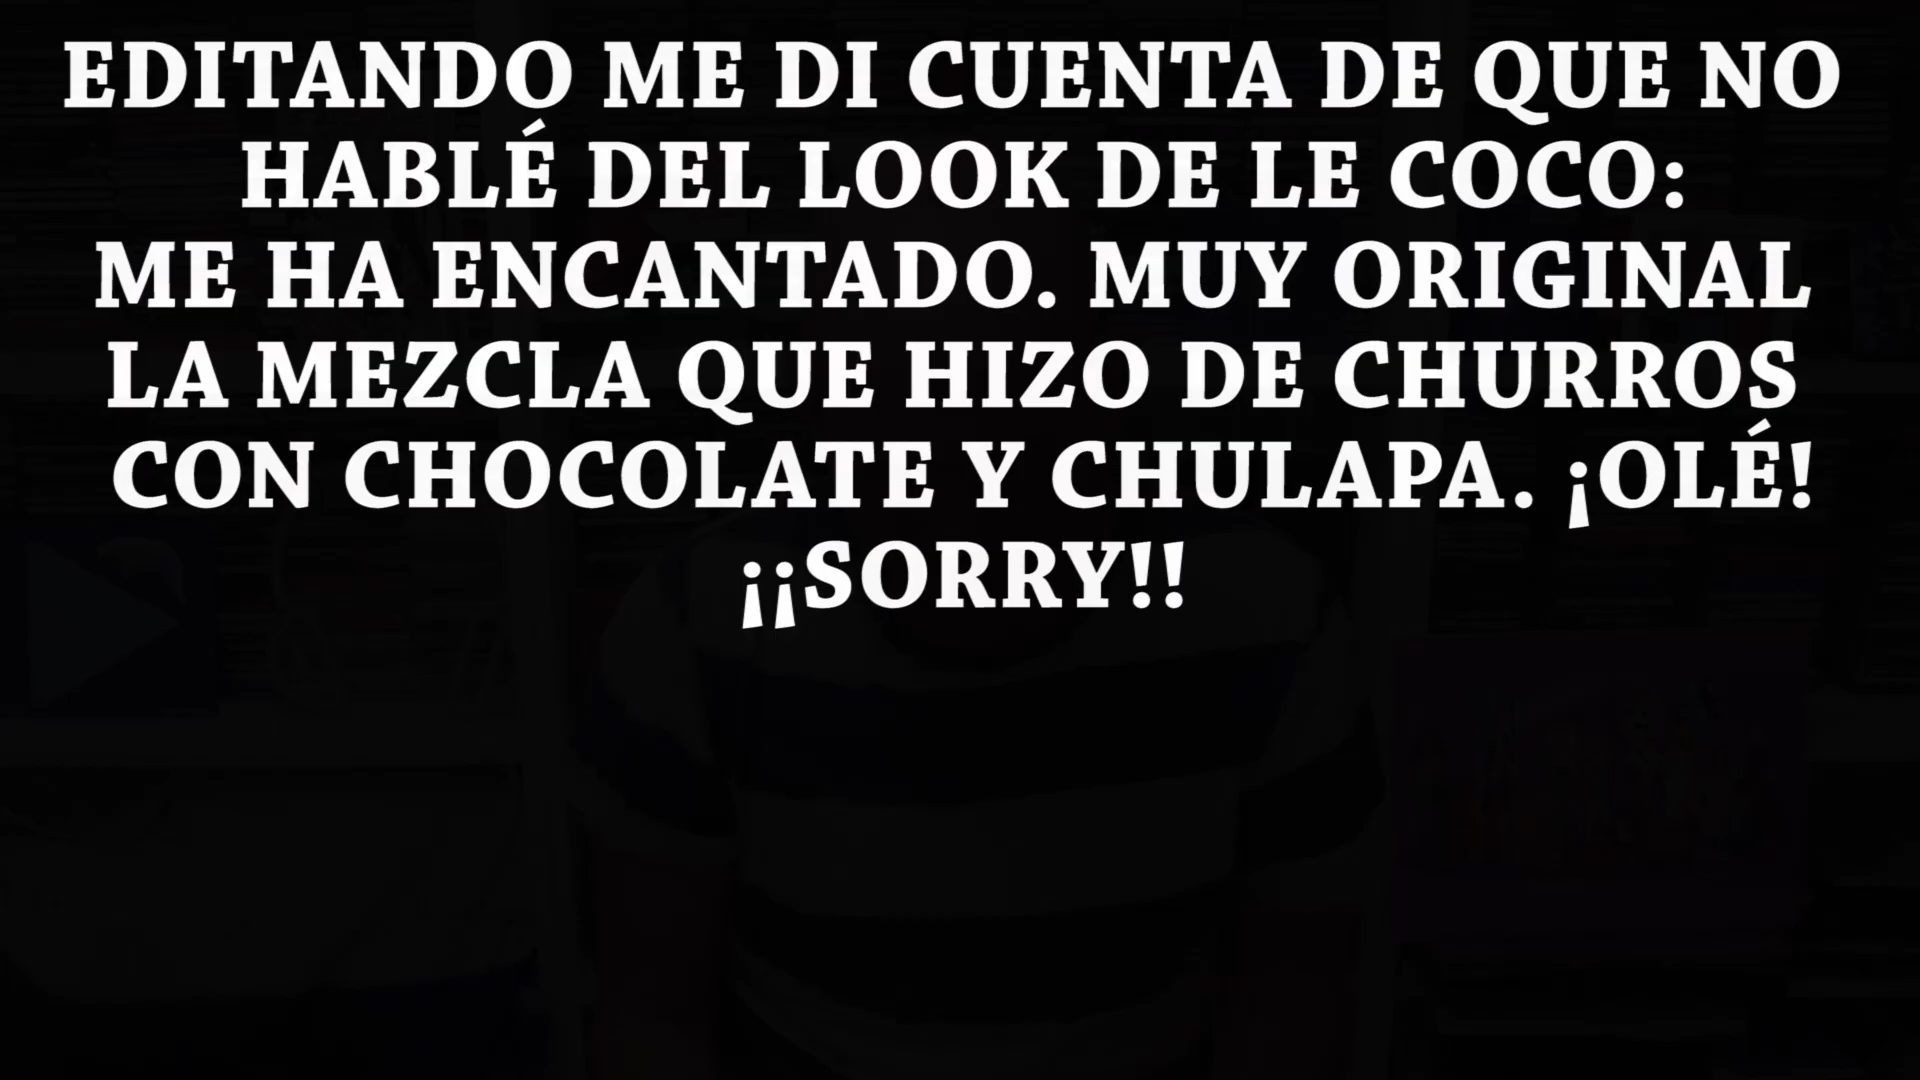 EDITANDO ME DI CUENTA DE QUE NO
HABLÉ DEL LOOK DE LE COCO:
ME HA ENCANTADO. MUY ORIGINAL
LA MEZCLA QUE HIZO DE CHURROS
CON CHOCOLATE Y CHULAPA. ¡OLÉ!
¡¡SORRY!!